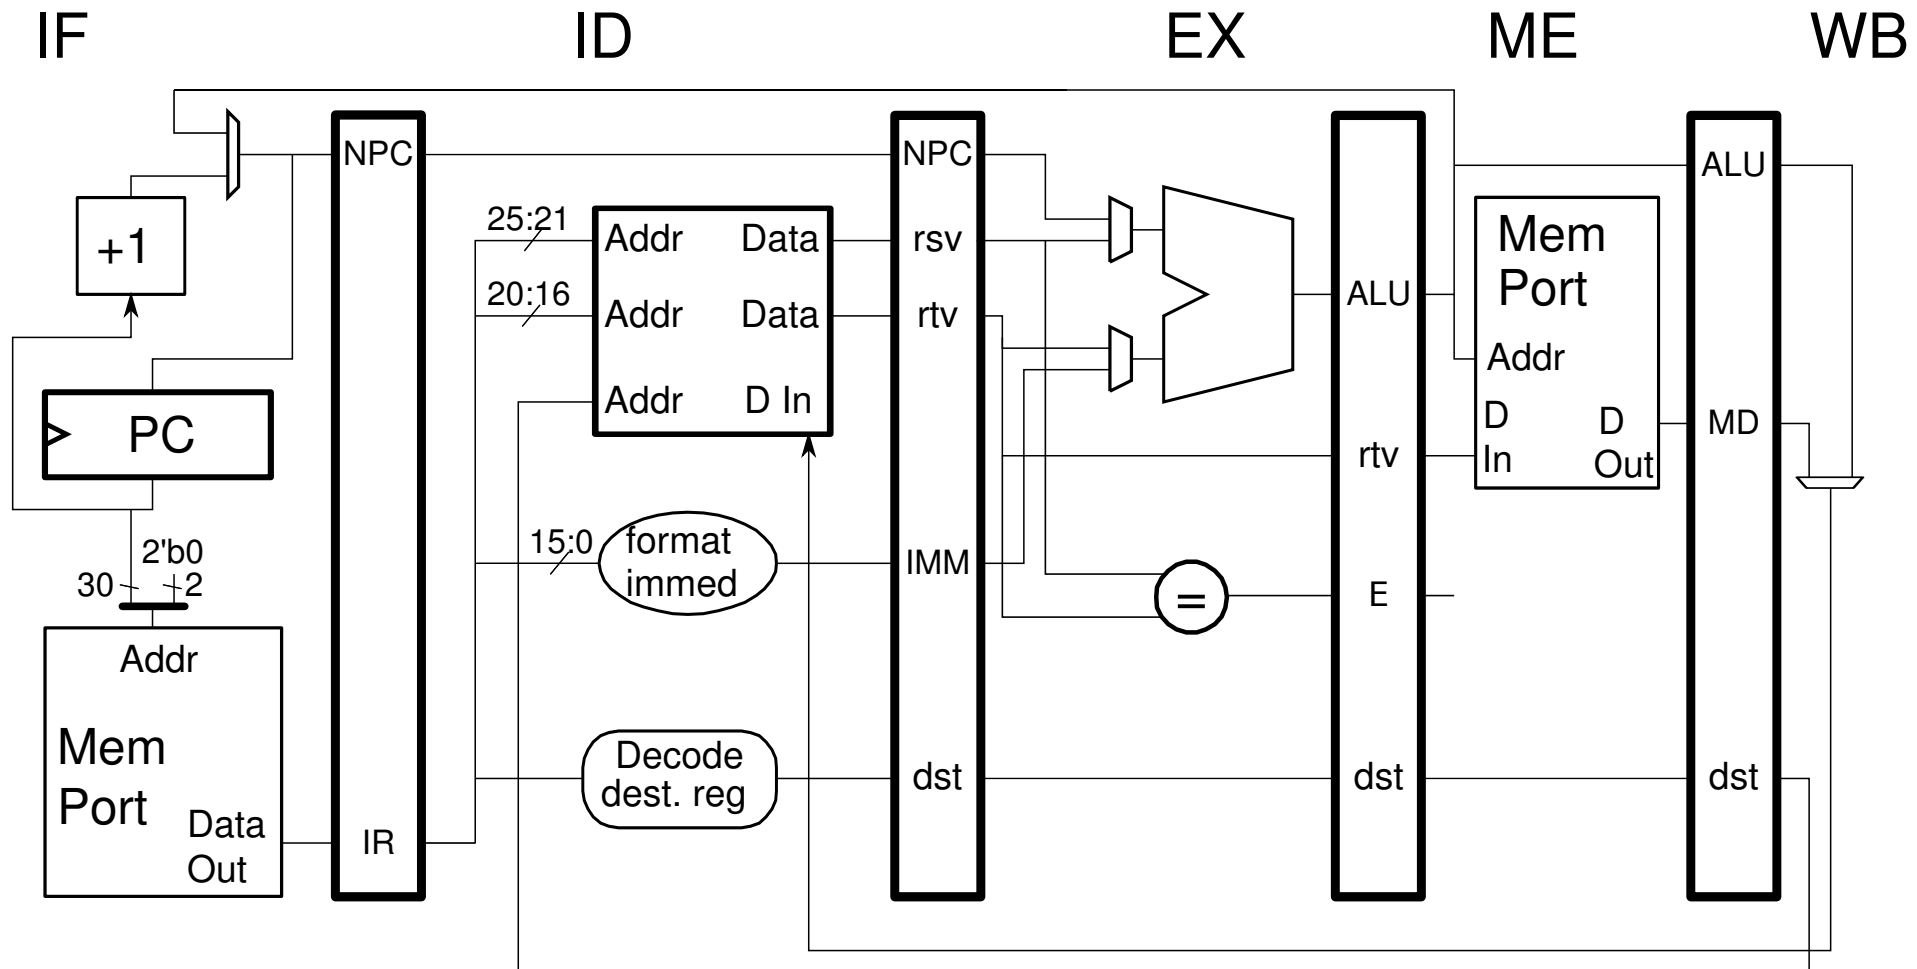 IF
ID
EX
ME
WB
+1
PC
2'b0
30
2
Addr
Mem
Port
Data
Out
NPC
IR
25:21
20:16
15:0
Addr Data
Addr Data
Addr D In
format
immed
Decode
dest. reg
NPC
rsv
rtv
IMM
dst
=
ALU
rtv
E
dst
Mem
Port
Addr
D
In
D
Out
ALU
MD
dst